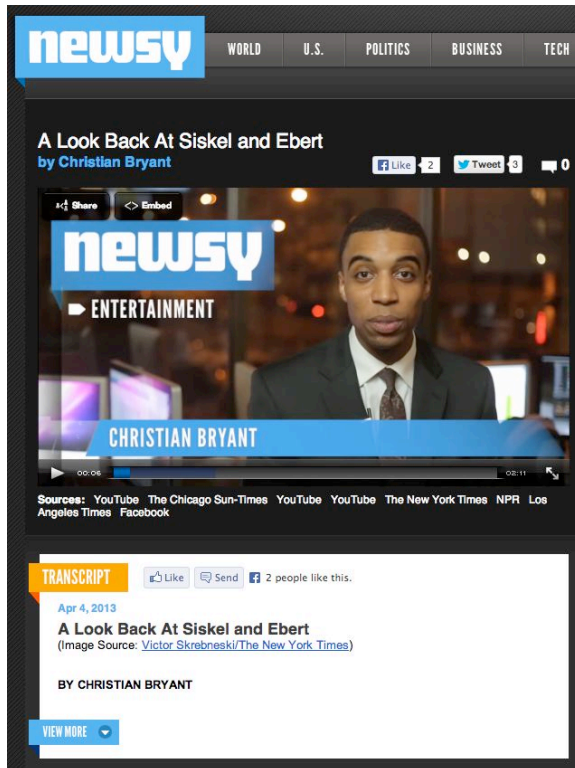 newsy
WORLD
U.S.
POLITICS
BUSINESS
TECH
A Look Back At Siskel and Ebert
by Christian Bryant
Like 2
Tweet 3
0
Share
<> Embed
newsy
ENTERTAINMENT
CHRISTIAN BRYANT
00:06
02:11
Sources: YouTube The Chicago Sun-Times YouTube YouTube The New York Times NPR Los
Angeles Times Facebook
TRANSCRIPT
Like
Send
2 people like this.
Apr 4, 2013
A Look Back At Siskel and Ebert
(Image Source: Victor Skrebneski/The New York Times)
BY CHRISTIAN BRYANT
VIEW MORE